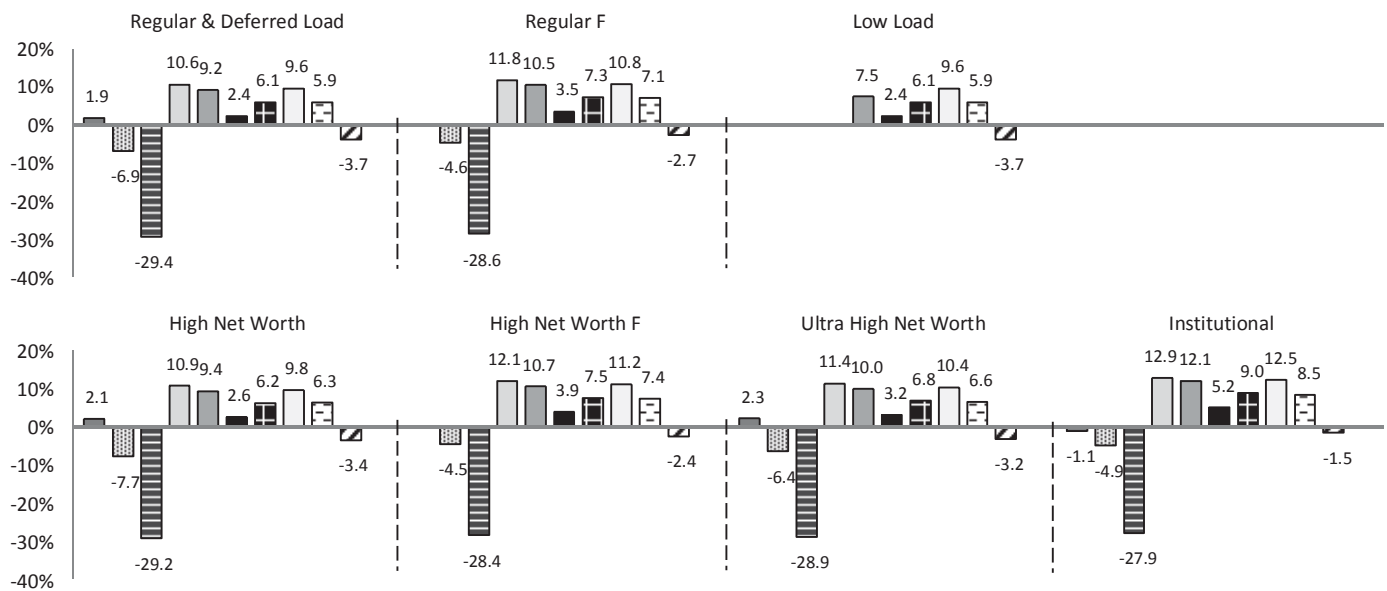 Regular & Deferred Load Regular F Low Load
20%
10%
0%
-10%
-20%
-30%
-40%
1.9 -6.9 -29.4 10.6 9.2 2.4 6.1 9.6 5.9 -3.7
-4.6 -28.6 11.8 10.5 3.5 7.3 10.8 7.1 -2.7
7.5 2.4 6.1 9.6 5.9 -3.7
High Net Worth High Net Worth F Ultra High Net Worth Institutional
20%
10%
0%
-10%
-20%
-30%
-40%
2.1 -7.7 -29.2 10.9 9.4 2.6 6.2 9.8 6.3 -3.4
-4.5 -28.4 12.1 10.7 3.9 7.5 11.2 7.4 -2.4
2.3 -6.4 -28.9 11.4 10.0 3.2 6.8 10.4 6.6 -3.2
-1.1 -4.9 -27.9 12.9 12.1 5.2 9.0 12.5 8.5 -1.5